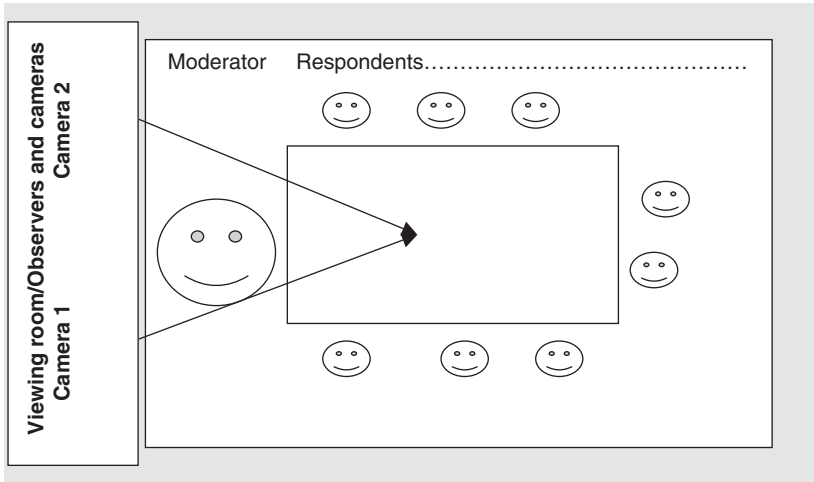 Viewing room/Observers and cameras
Camera 1 Camera 2
Moderator Respondents.............................................